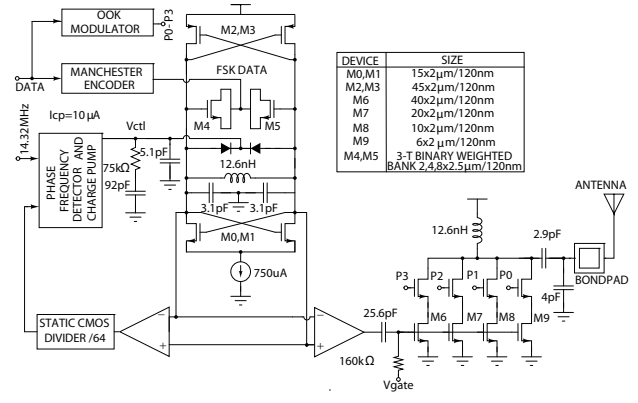 OOK
MODULATOR
P0-P3
M2,M3
DATA
MANCHESTER
ENCODER
FSK DATA
M4
M5
14.32MHz
Icp=10 µA
Vctl
PHASE
FREQUENCY
DETECTOR AND
CHARGE PUMP
75kΩ
5.1pF
92pF
12.6nH
3.1pF
3.1pF
M0,M1
750uA
STATIC CMOS
DIVIDER /64
−
+
−
+
25.6pF
160kΩ
Vgate
DEVICE SIZE
M0,M1 15x2µm/120nm
M2,M3 45x2µm/120nm
M6 40x2µm/120nm
M7 20x2µm/120nm
M8 10x2µm/120nm
M9 6x2 µm/120nm
M4,M5 3-T BINARY WEIGHTED
BANK 2,4,8x2.5µm/120nm
ANTENNA
12.6nH
2.9pF
BONDPAD
4pF
P3 P2 P1 P0
M6 M7 M8 M9